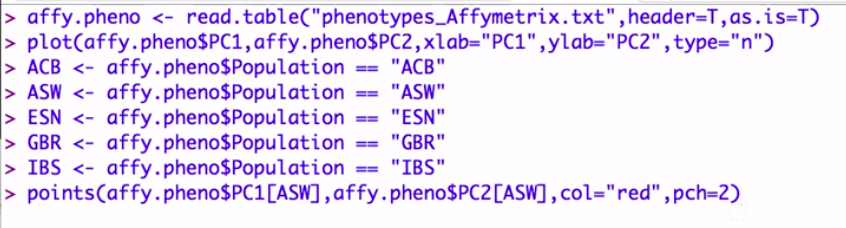 > affy.pheno <- read.table("phenotypes_Affymetrix.txt",header=T,as.is=T)
> plot(affy.pheno$PC1,affy.pheno$PC2,xlab="PC1",ylab="PC2",type="n")
> ACB <- affy.pheno$Population == "ACB"
> ASW <- affy.pheno$Population == "ASW"
> ESN <- affy.pheno$Population == "ESN"
> GBR <- affy.pheno$Population == "GBR"
> IBS <- affy.pheno$Population == "IBS"
> points(affy.pheno$PC1[ASW],affy.pheno$PC2[ASW],col="red",pch=2)